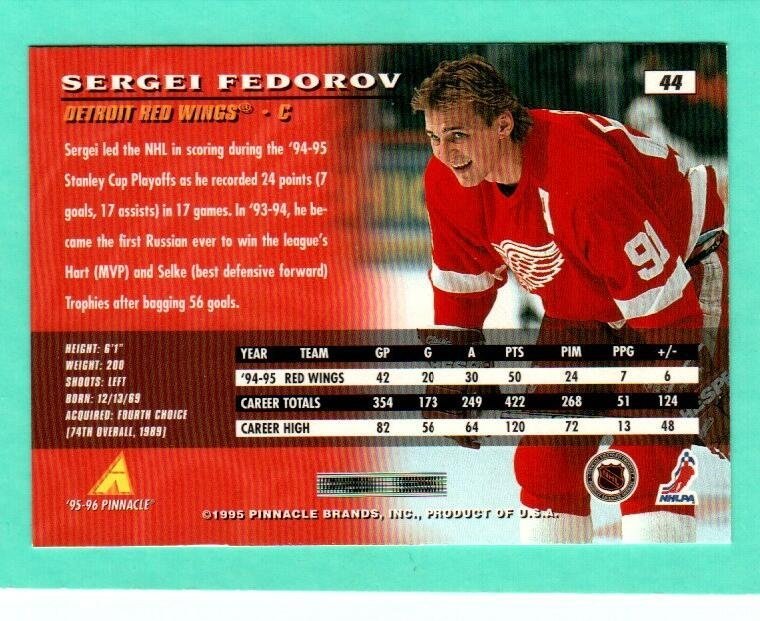 SERGEI FEDOROV
44
DETROIT RED WINGS® · C
Sergei led the NHL in scoring during the '94-95
Stanley Cup Playoffs as he recorded 24 points (7
goals, 17 assists) in 17 games. In '93-94, he be-
came the first Russian ever to win the league's
Hart (MVP) and Selke (best defensive forward)
Trophies after bagging 56 goals.
91
HEIGHT: 6'1"
WEIGHT: 200
SHOOTS: LEFT
BORN: 12/13/69
ACQUIRED: FOURTH CHOICE
(74TH OVERALL, 1989)
YEAR TEAM GP G A PTS PIM PPG +/-
'94-95 RED WINGS 42 20 30 50 24 7 6
CAREER TOTALS 354 173 249 422 268 51 124
CAREER HIGH 82 56 64 120 72 13 48
'95-96 PINNACLE®
NHL
NHLPA
©1995 PINNACLE BRANDS, INC., PRODUCT OF U.S.A.